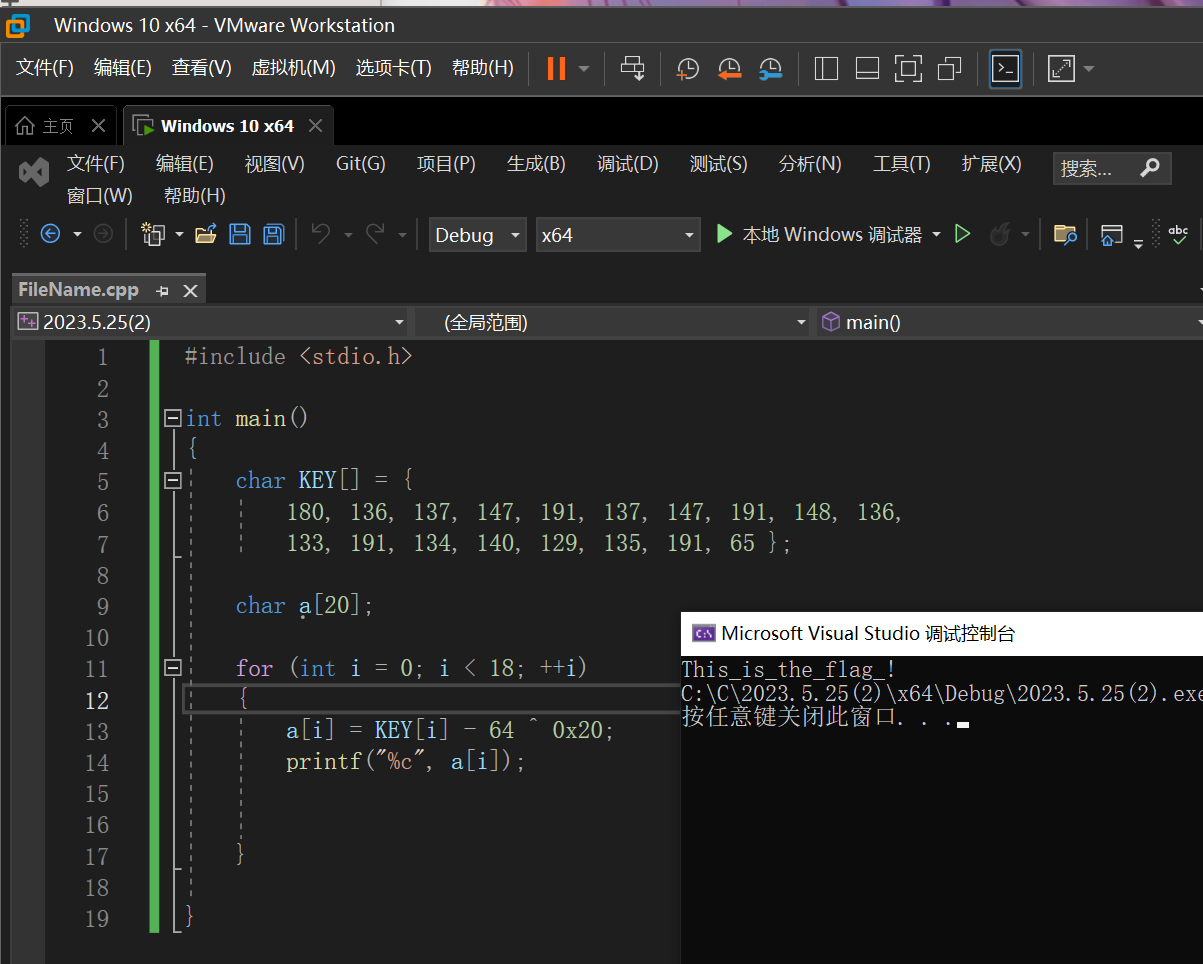 Windows 10 x64 - VMware Workstation
文件(F) 编辑(E) 查看(V) 虚拟机(M) 选项卡(T) 帮助(H)
主页 Windows 10 x64
文件(F) 编辑(E) 视图(V) Git(G) 项目(P) 生成(B) 调试(D) 测试(S) 分析(N) 工具(T) 扩展(X) 搜索...
窗口(W) 帮助(H)
Debug x64 本地 Windows 调试器 abc
FileName.cpp
2023.5.25(2) (全局范围) main()
1 #include <stdio.h>
2
3 int main()
4 {
5 char KEY[] = {
6 180, 136, 137, 147, 191, 137, 147, 191, 148, 136,
7 133, 191, 134, 140, 129, 135, 191, 65 };
8
9 char a[20];
10
11 for (int i = 0; i < 18; ++i)
12 {
13 a[i] = KEY[i] - 64 ^ 0x20;
14 printf("%c", a[i]);
15
16
17 }
18
19 }
C:\ Microsoft Visual Studio 调试控制台
This_is_the_flag_!
C:\C\2023.5.25(2)\x64\Debug\2023.5.25(2).exe
按任意键关闭此窗口. . .